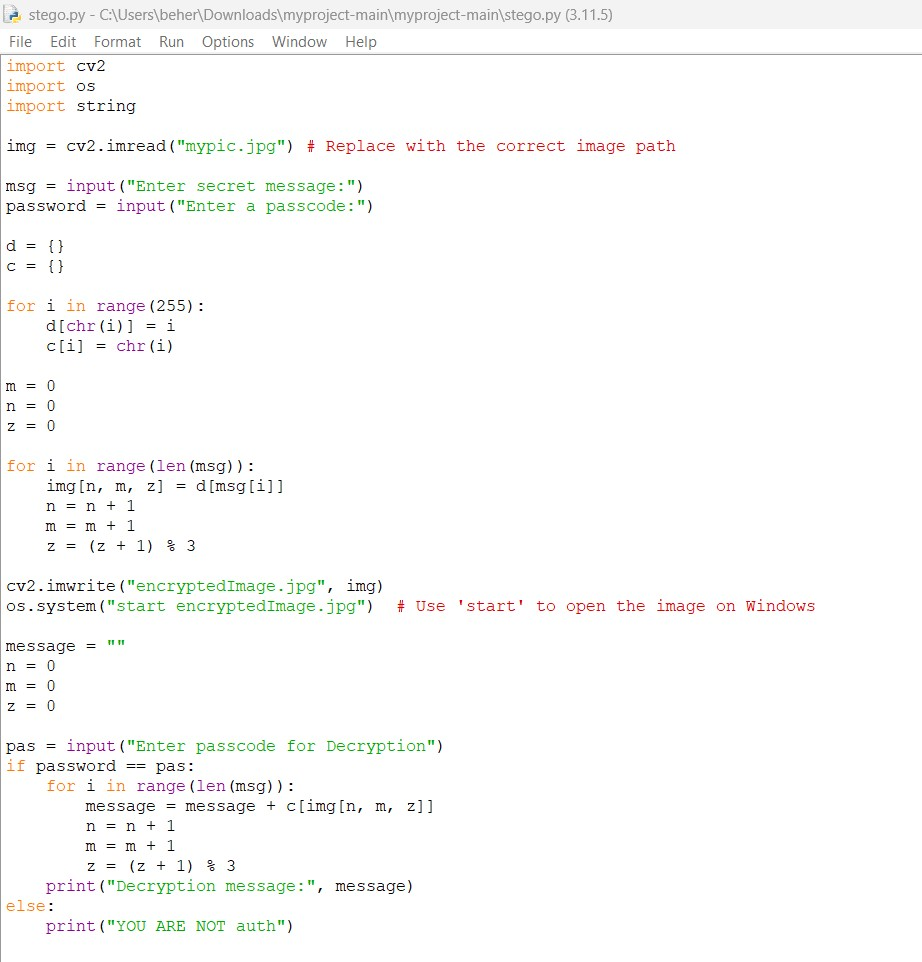 stego.py - C:\Users\beher\Downloads\myproject-main\myproject-main\stego.py (3.11.5)
File Edit Format Run Options Window Help
import cv2
import os
import string
img = cv2.imread("mypic.jpg") # Replace with the correct image path
msg = input("Enter secret message:")
password = input("Enter a passcode:")
d = {}
c = {}
for i in range(255):
    d[chr(i)] = i
    c[i] = chr(i)
m = 0
n = 0
z = 0
for i in range(len(msg)):
    img[n, m, z] = d[msg[i]]
    n = n + 1
    m = m + 1
    z = (z + 1) % 3
cv2.imwrite("encryptedImage.jpg", img)
os.system("start encryptedImage.jpg")  # Use 'start' to open the image on Windows
message = ""
n = 0
m = 0
z = 0
pas = input("Enter passcode for Decryption")
if password == pas:
    for i in range(len(msg)):
        message = message + c[img[n, m, z]]
        n = n + 1
        m = m + 1
        z = (z + 1) % 3
    print("Decryption message:", message)
else:
    print("YOU ARE NOT auth")